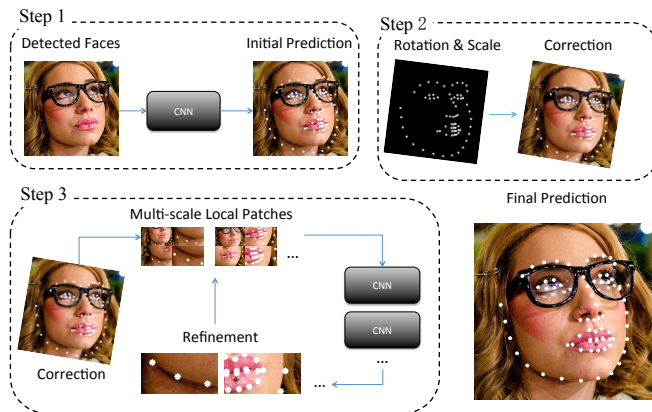 Step 1
Detected Faces
Initial Prediction
CNN
Step 2
Rotation & Scale
Correction
Step 3
Multi-scale Local Patches
...
CNN
CNN
...
Refinement
...
Correction
Final Prediction